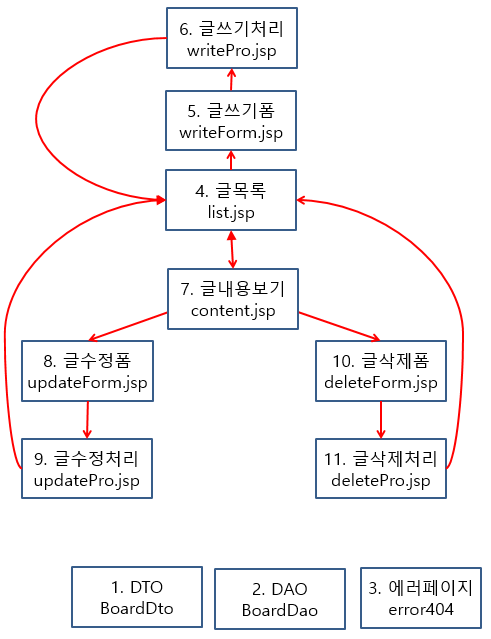 6. 글쓰기처리
writePro.jsp
5. 글쓰기폼
writeForm.jsp
4. 글목록
list.jsp
7. 글내용보기
content.jsp
8. 글수정폼
updateForm.jsp
10. 글삭제폼
deleteForm.jsp
9. 글수정처리
updatePro.jsp
11. 글삭제처리
deletePro.jsp
1. DTO
BoardDto
2. DAO
BoardDao
3. 에러페이지
error404